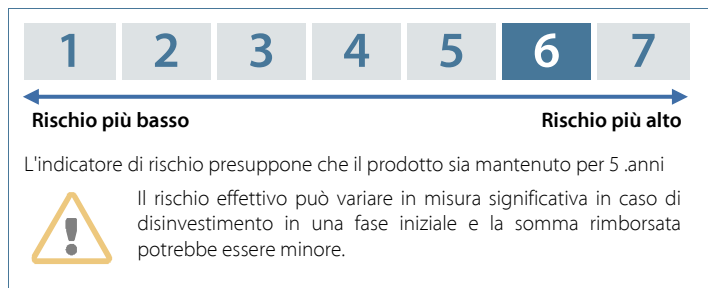 1 2 3 4 5 6 7
Rischio più basso Rischio più alto
L'indicatore di rischio presuppone che il prodotto sia mantenuto per 5 .anni
Il rischio effettivo può variare in misura significativa in caso di
disinvestimento in una fase iniziale e la somma rimborsata
potrebbe essere minore.